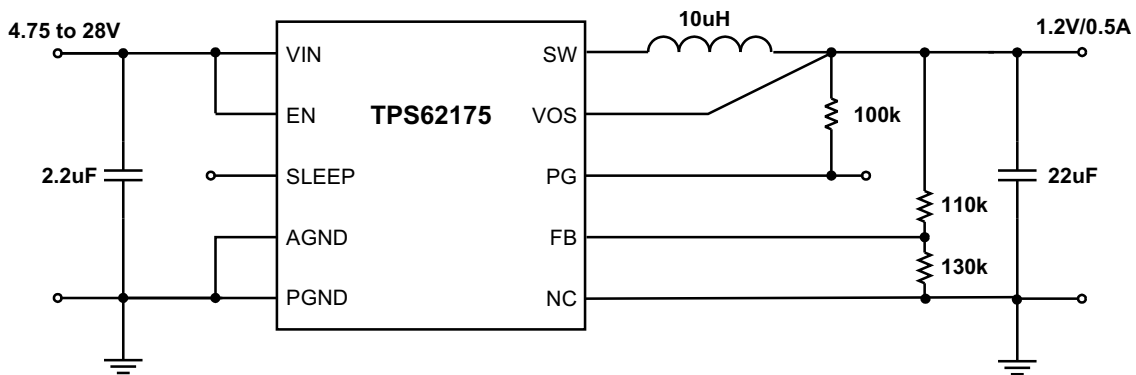 4.75 to 28V
10uH
1.2V/0.5A
VIN
SW
EN
TPS62175
VOS
100k
2.2uF
SLEEP
PG
22uF
110k
AGND
FB
130k
PGND
NC